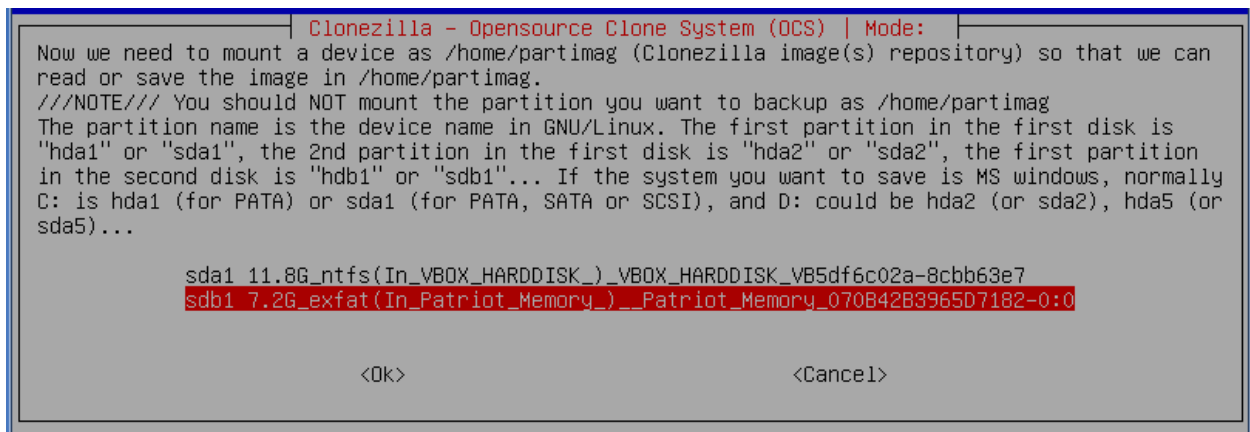 Clonezilla - Opensource Clone System (OCS) | Mode:
Now we need to mount a device as /home/partimag (Clonezilla image(s) repository) so that we can
read or save the image in /home/partimag.
///NOTE/// You should NOT mount the partition you want to backup as /home/partimag
The partition name is the device name in GNU/Linux. The first partition in the first disk is
"hda1" or "sda1", the 2nd partition in the first disk is "hda2" or "sda2", the first partition
in the second disk is "hdb1" or "sdb1"... If the system you want to save is MS windows, normally
C: is hda1 (for PATA) or sda1 (for PATA, SATA or SCSI), and D: could be hda2 (or sda2), hda5 (or
sda5)...
sda1 11.8G_ntfs(In_VBOX_HARDDISK_)_VBOX_HARDDISK_VB5df6c02a-8cbb63e7
sdb1 7.2G_exfat(In_Patriot_Memory_)__Patriot_Memory_070B42B3965D7182-0:0
<Ok> <Cancel>